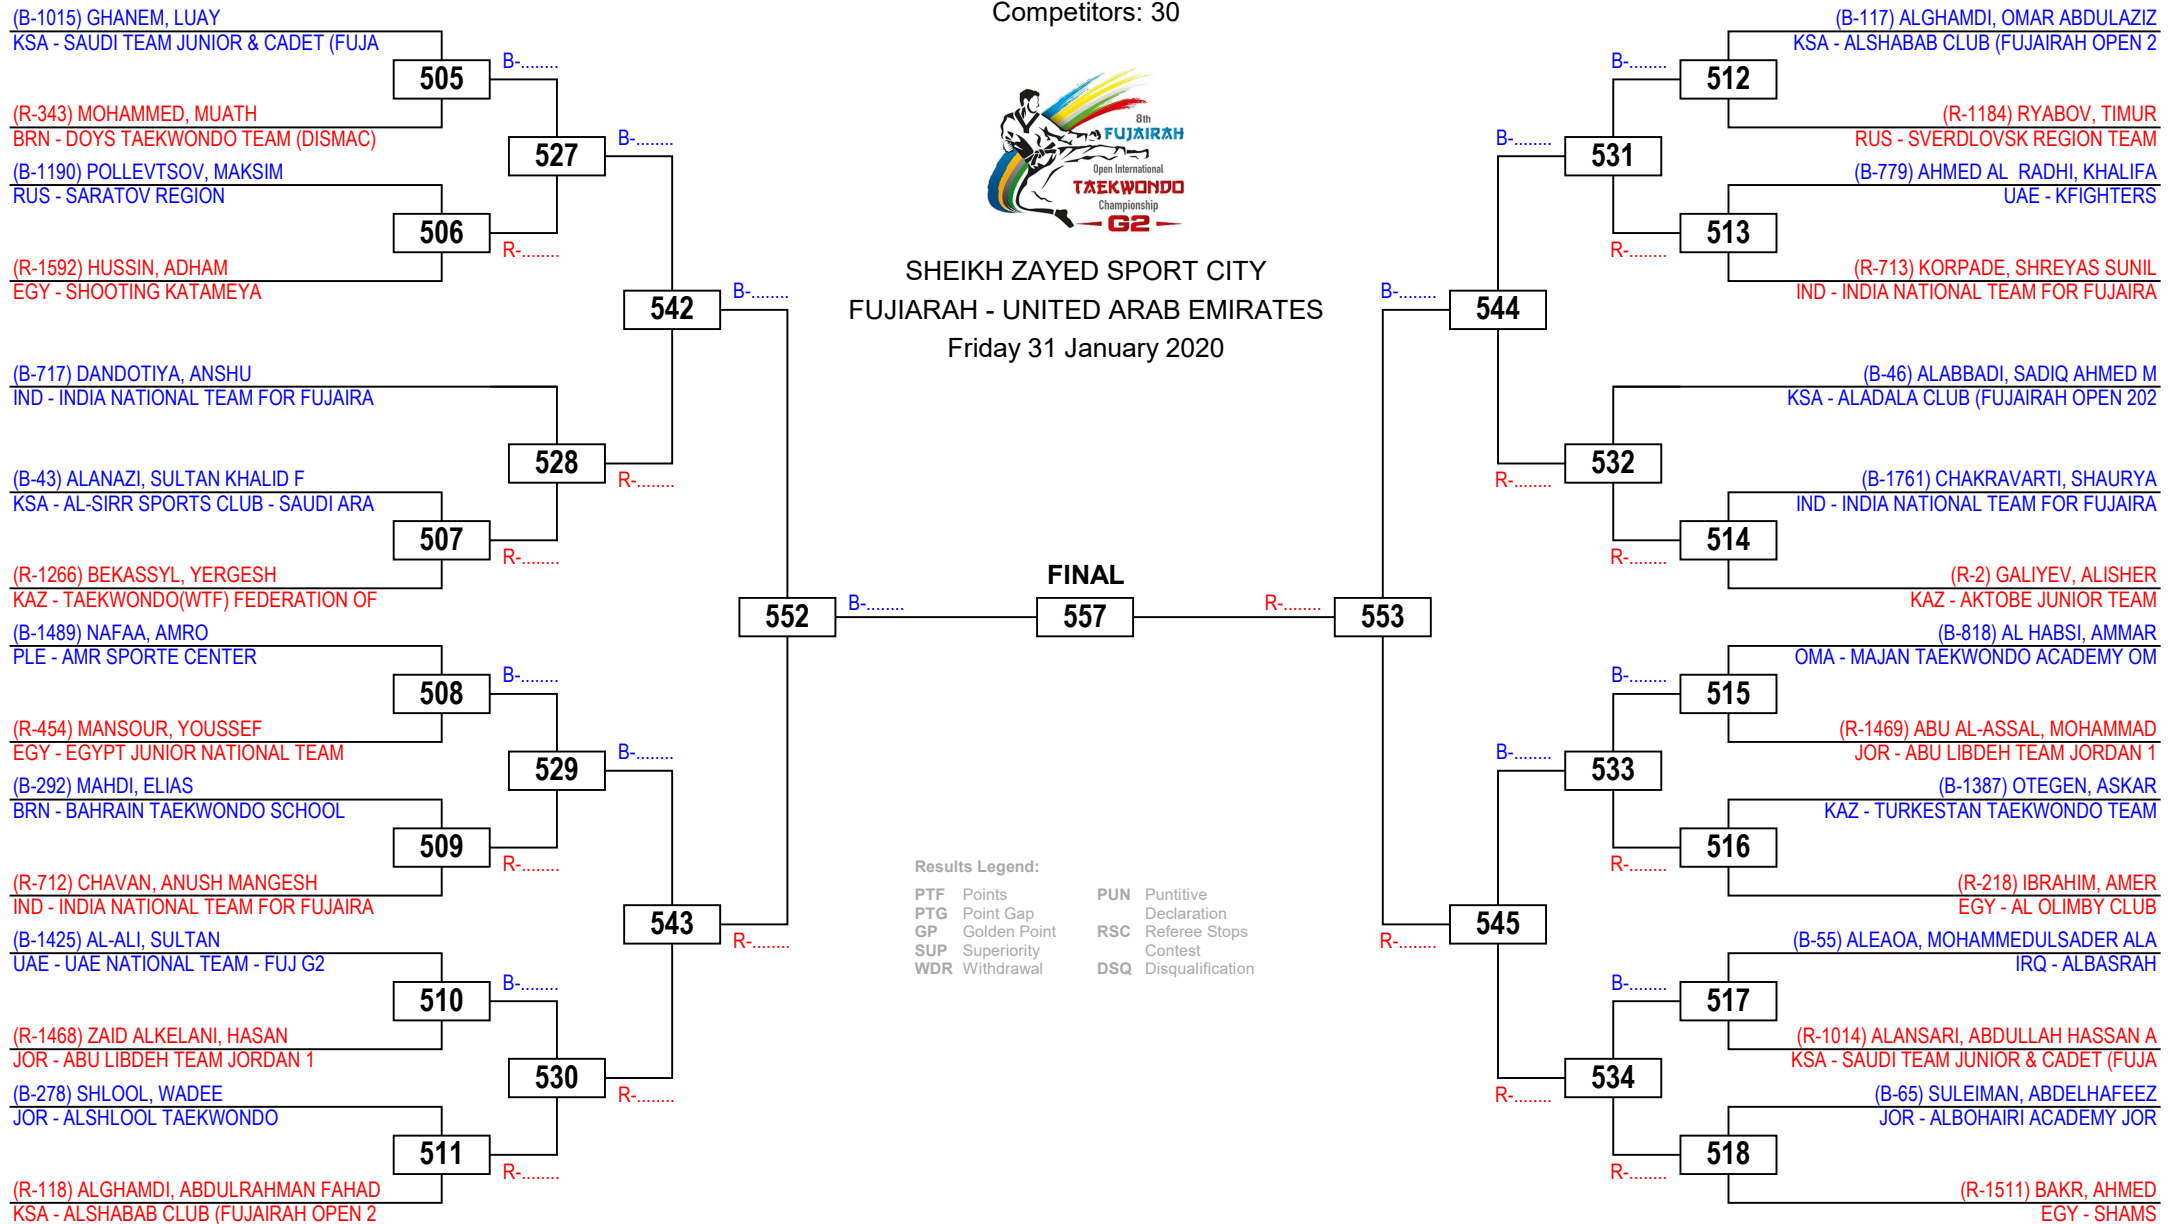 Competitors: 30
8th
FUJAIRAH
Open International
TAEKWONDO
Championship
G2
SHEIKH ZAYED SPORT CITY
FUJIARAH - UNITED ARAB EMIRATES
Friday 31 January 2020
(B-1015) GHANEM, LUAY
KSA - SAUDI TEAM JUNIOR & CADET (FUJA
505
B-........
(R-343) MOHAMMED, MUATH
BRN - DOYS TAEKWONDO TEAM (DISMAC)
527
B-........
(B-1190) POLLEVTSOV, MAKSIM
RUS - SARATOV REGION
506
R-........
(R-1592) HUSSIN, ADHAM
EGY - SHOOTING KATAMEYA
542
B-........
(B-717) DANDOTIYA, ANSHU
IND - INDIA NATIONAL TEAM FOR FUJAIRA
528
R-........
(B-43) ALANAZI, SULTAN KHALID F
KSA - AL-SIRR SPORTS CLUB - SAUDI ARA
507
R-........
(R-1266) BEKASSYL, YERGESH
KAZ - TAEKWONDO(WTF) FEDERATION OF
552
B-........
(B-1489) NAFAA, AMRO
PLE - AMR SPORTE CENTER
508
B-........
(R-454) MANSOUR, YOUSSEF
EGY - EGYPT JUNIOR NATIONAL TEAM
529
B-........
(B-292) MAHDI, ELIAS
BRN - BAHRAIN TAEKWONDO SCHOOL
509
R-........
(R-712) CHAVAN, ANUSH MANGESH
IND - INDIA NATIONAL TEAM FOR FUJAIRA
543
R-........
(B-1425) AL-ALI, SULTAN
UAE - UAE NATIONAL TEAM - FUJ G2
510
B-........
(R-1468) ZAID ALKELANI, HASAN
JOR - ABU LIBDEH TEAM JORDAN 1
530
R-........
(B-278) SHLOOL, WADEE
JOR - ALSHLOOL TAEKWONDO
511
R-........
(R-118) ALGHAMDI, ABDULRAHMAN FAHAD
KSA - ALSHABAB CLUB (FUJAIRAH OPEN 2
FINAL
557
Results Legend:
PTF Points
PTG Point Gap
GP Golden Point
SUP Superiority
WDR Withdrawal
PUN Puntitive
Declaration
RSC Referee Stops
Contest
DSQ Disqualification
(B-117) ALGHAMDI, OMAR ABDULAZIZ
KSA - ALSHABAB CLUB (FUJAIRAH OPEN 2
B-........
512
(R-1184) RYABOV, TIMUR
RUS - SVERDLOVSK REGION TEAM
B-........
531
(B-779) AHMED AL  RADHI, KHALIFA
UAE - KFIGHTERS
R-........
513
(R-713) KORPADE, SHREYAS SUNIL
IND - INDIA NATIONAL TEAM FOR FUJAIRA
B-........
544
(B-46) ALABBADI, SADIQ AHMED M
KSA - ALADALA CLUB (FUJAIRAH OPEN 202
R-........
532
(B-1761) CHAKRAVARTI, SHAURYA
IND - INDIA NATIONAL TEAM FOR FUJAIRA
R-........
514
(R-2) GALIYEV, ALISHER
KAZ - AKTOBE JUNIOR TEAM
R-........
553
(B-818) AL HABSI, AMMAR
OMA - MAJAN TAEKWONDO ACADEMY OM
B-........
515
(R-1469) ABU AL-ASSAL, MOHAMMAD
JOR - ABU LIBDEH TEAM JORDAN 1
B-........
533
(B-1387) OTEGEN, ASKAR
KAZ - TURKESTAN TAEKWONDO TEAM
R-........
516
(R-218) IBRAHIM, AMER
EGY - AL OLIMBY CLUB
R-........
545
(B-55) ALEAOA, MOHAMMEDULSADER ALA
IRQ - ALBASRAH
B-........
517
(R-1014) ALANSARI, ABDULLAH HASSAN A
KSA - SAUDI TEAM JUNIOR & CADET (FUJA
R-........
534
(B-65) SULEIMAN, ABDELHAFEEZ
JOR - ALBOHAIRI ACADEMY JOR
R-........
518
(R-1511) BAKR, AHMED
EGY - SHAMS